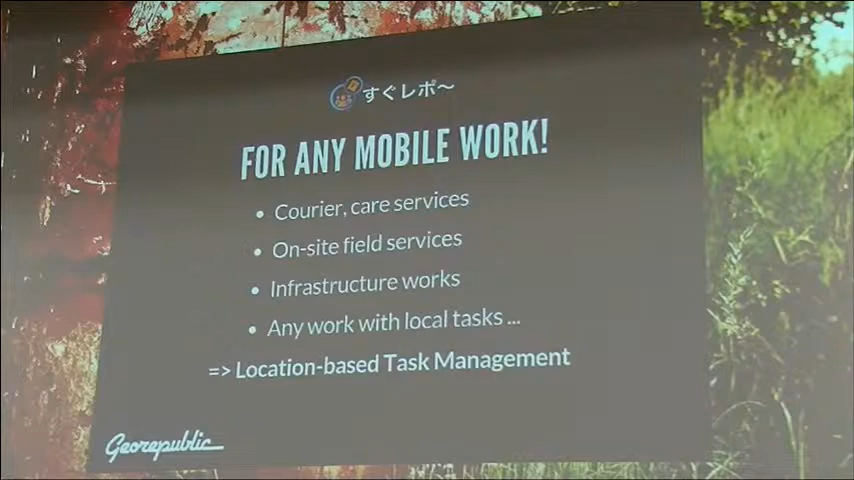 すぐレポ～
FOR ANY MOBILE WORK!
• Courier, care services
• On-site field services
• Infrastructure works
• Any work with local tasks ...
=> Location-based Task Management
Georepublic